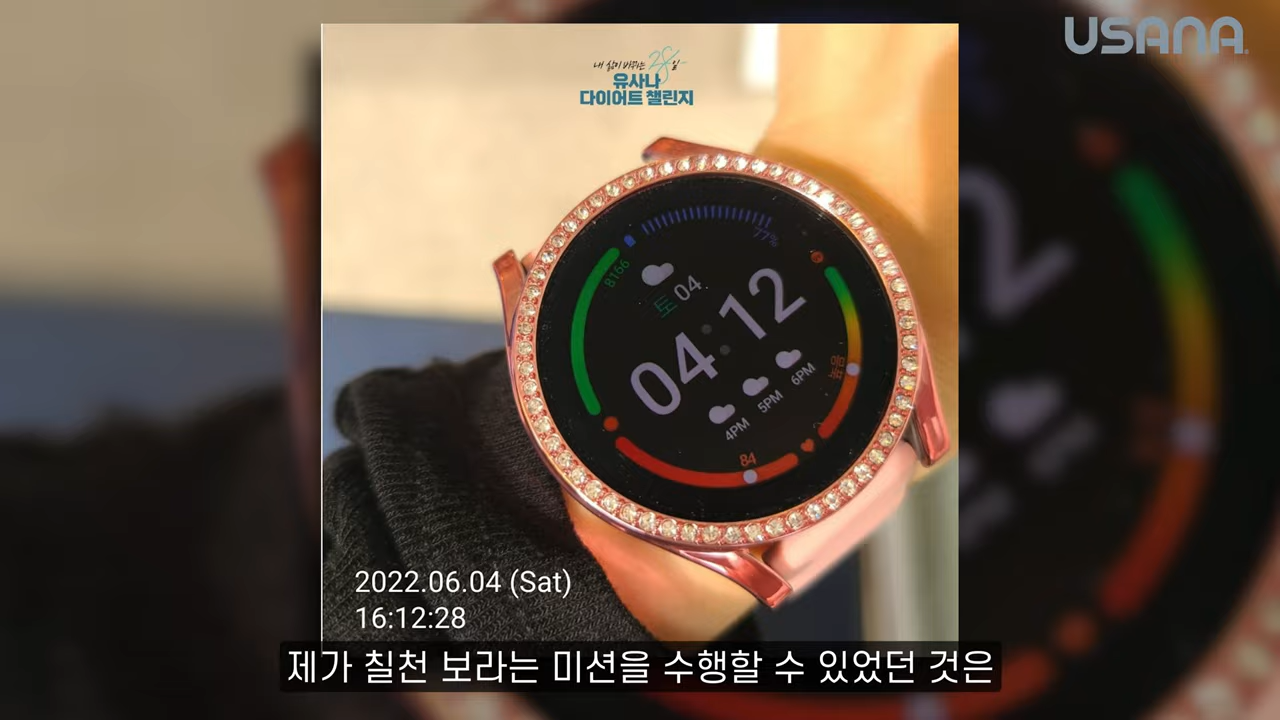 USANA
내 삶이 바뀌는 28일
유사나
다이어트 챌린지
77%
8166
토 04
04:12
4PM 5PM 6PM
84
2022.06.04 (Sat)
16:12:28
제가 칠천 보라는 미션을 수행할 수 있었던 것은